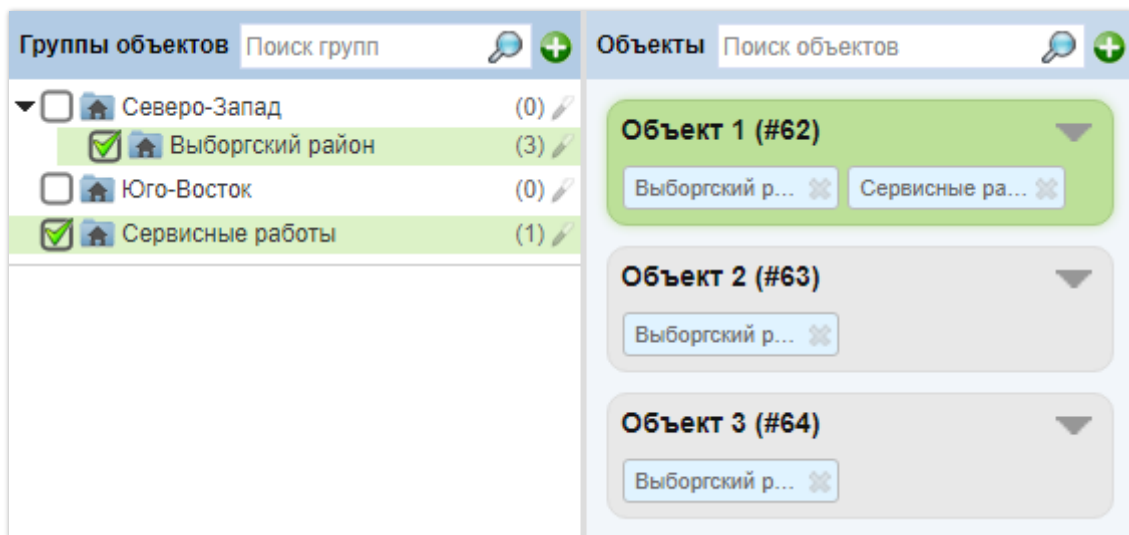 Группы объектов Поиск групп
Северо-Запад (0)
Выборгский район (3)
Юго-Восток (0)
Сервисные работы (1)
Объекты Поиск объектов
Объект 1 (#62)
Выборгский р... Сервисные ра...
Объект 2 (#63)
Выборгский р...
Объект 3 (#64)
Выборгский р...